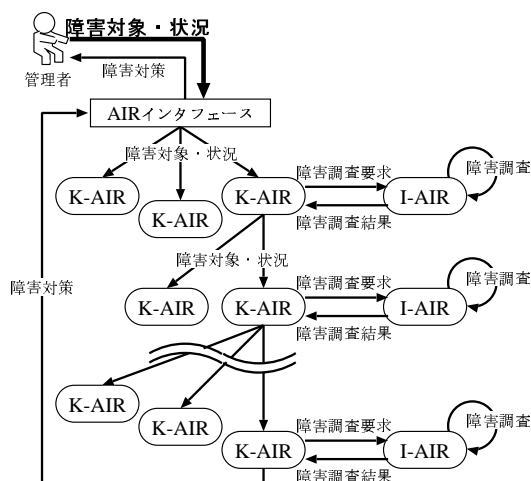 障害対象・状況
障害対策
管理者
AIRインタフェース
障害対象・状況
障害調査要求
障害調査
K-AIR
K-AIR
K-AIR
I-AIR
障害調査結果
障害対象・状況
障害対策
障害調査要求
障害調査
K-AIR
K-AIR
I-AIR
障害調査結果
K-AIR
K-AIR
障害調査要求
障害調査
K-AIR
I-AIR
障害調査結果